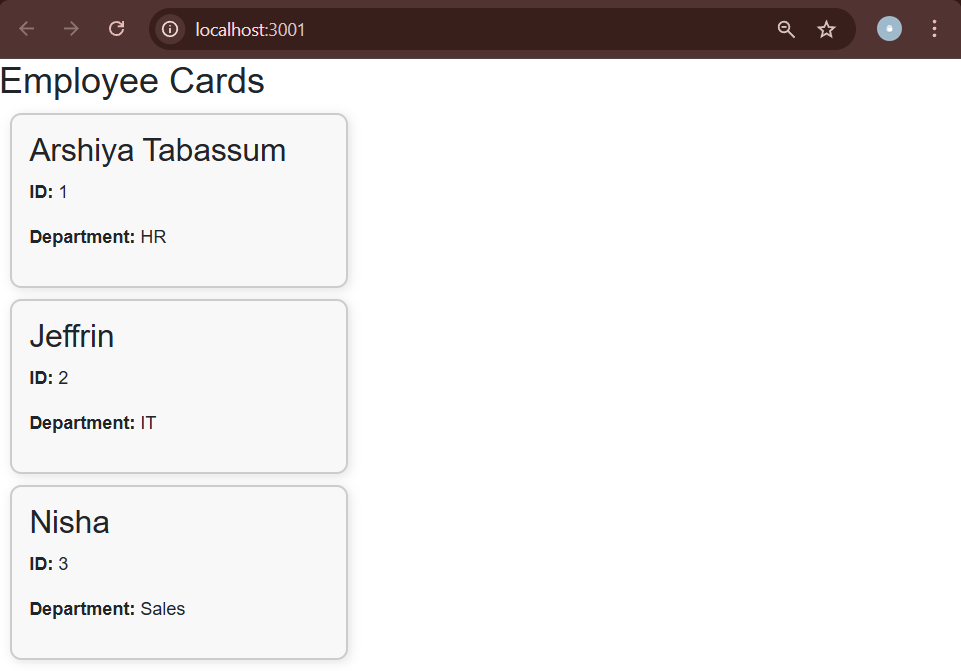 localhost:3001
Employee Cards
Arshiya Tabassum
ID: 1
Department: HR
Jeffrin
ID: 2
Department: IT
Nisha
ID: 3
Department: Sales